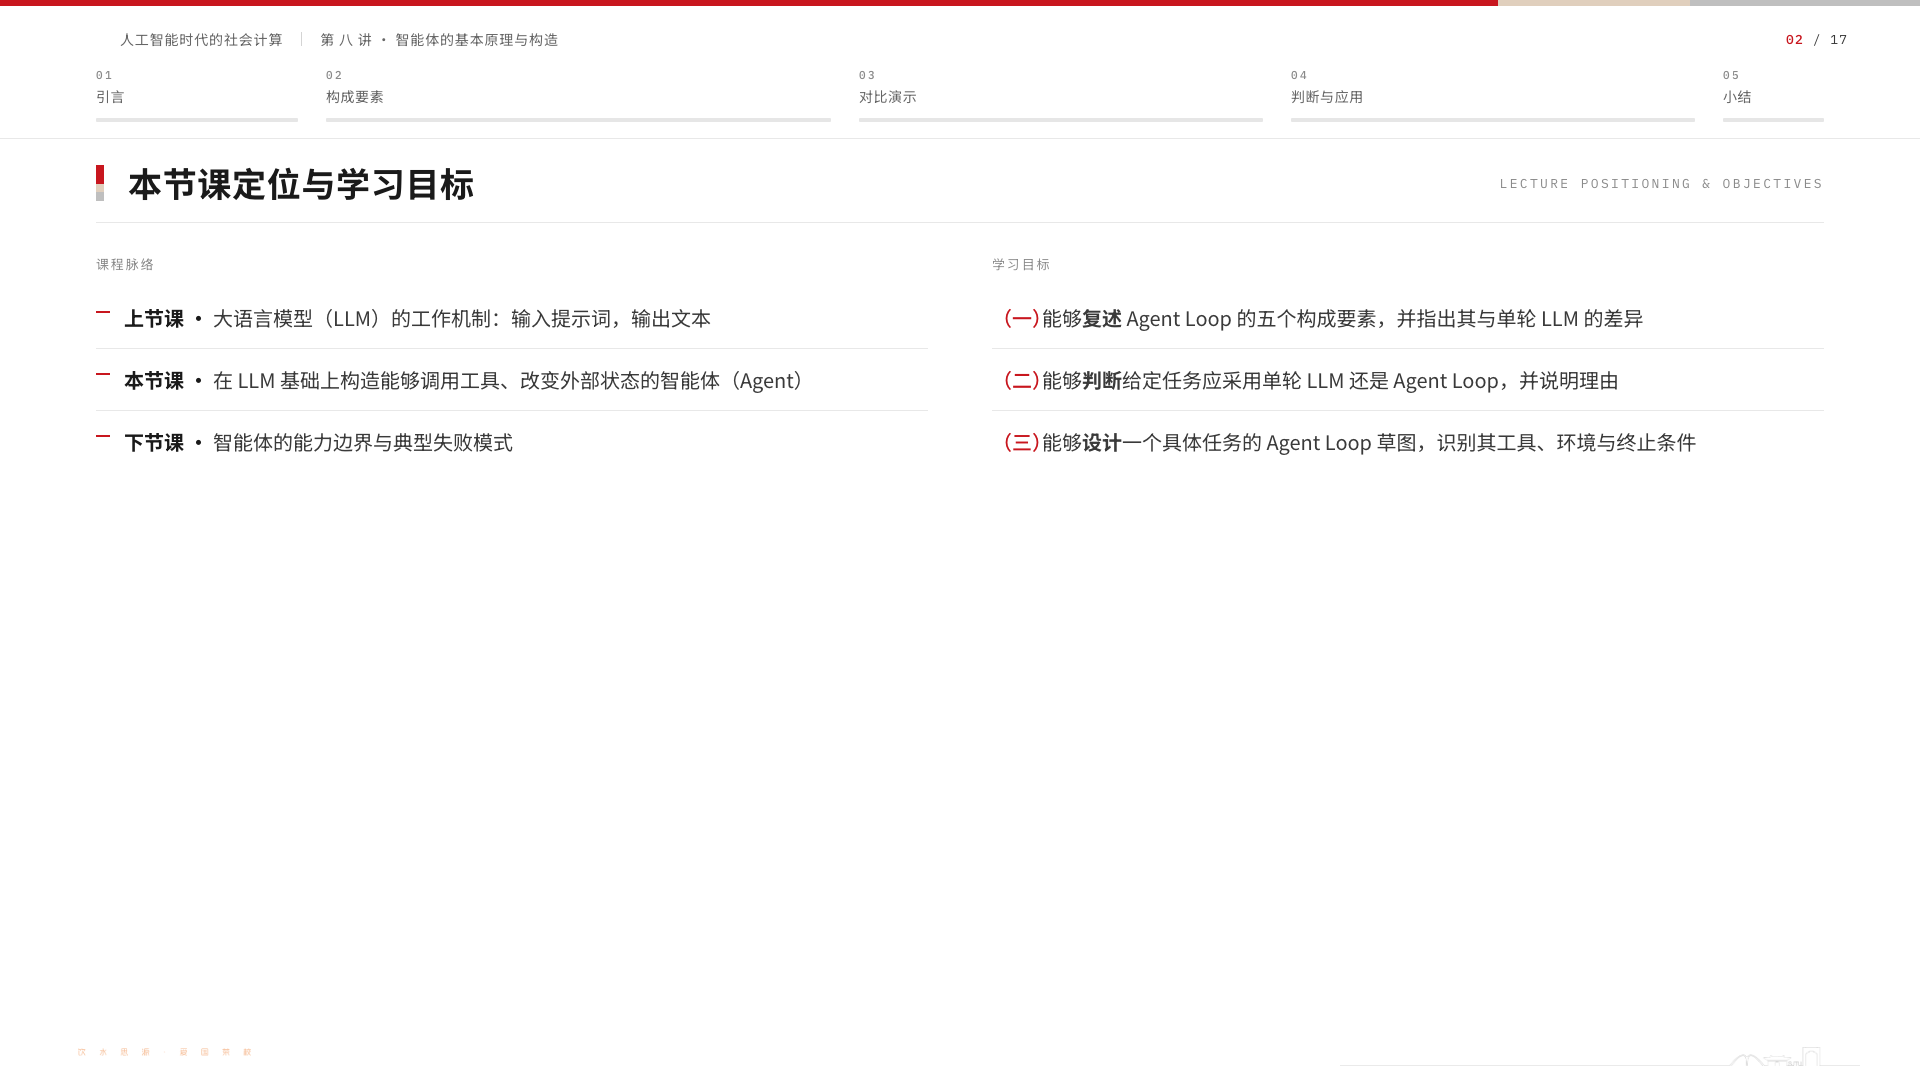 人工智能时代的社会计算 第 八 讲 · 智能体的基本原理与构造
02 / 17
01
引言
02
构成要素
03
对比演示
04
判断与应用
05
小结
本节课定位与学习目标
LECTURE POSITIONING & OBJECTIVES
课程脉络
上节课 · 大语言模型（LLM）的工作机制：输入提示词，输出文本
本节课 · 在 LLM 基础上构造能够调用工具、改变外部状态的智能体（Agent）
下节课 · 智能体的能力边界与典型失败模式
学习目标
（一）能够复述 Agent Loop 的五个构成要素，并指出其与单轮 LLM 的差异
（二）能够判断给定任务应采用单轮 LLM 还是 Agent Loop，并说明理由
（三）能够设计一个具体任务的 Agent Loop 草图，识别其工具、环境与终止条件
饮 水 思 源 · 爱 国 荣 校